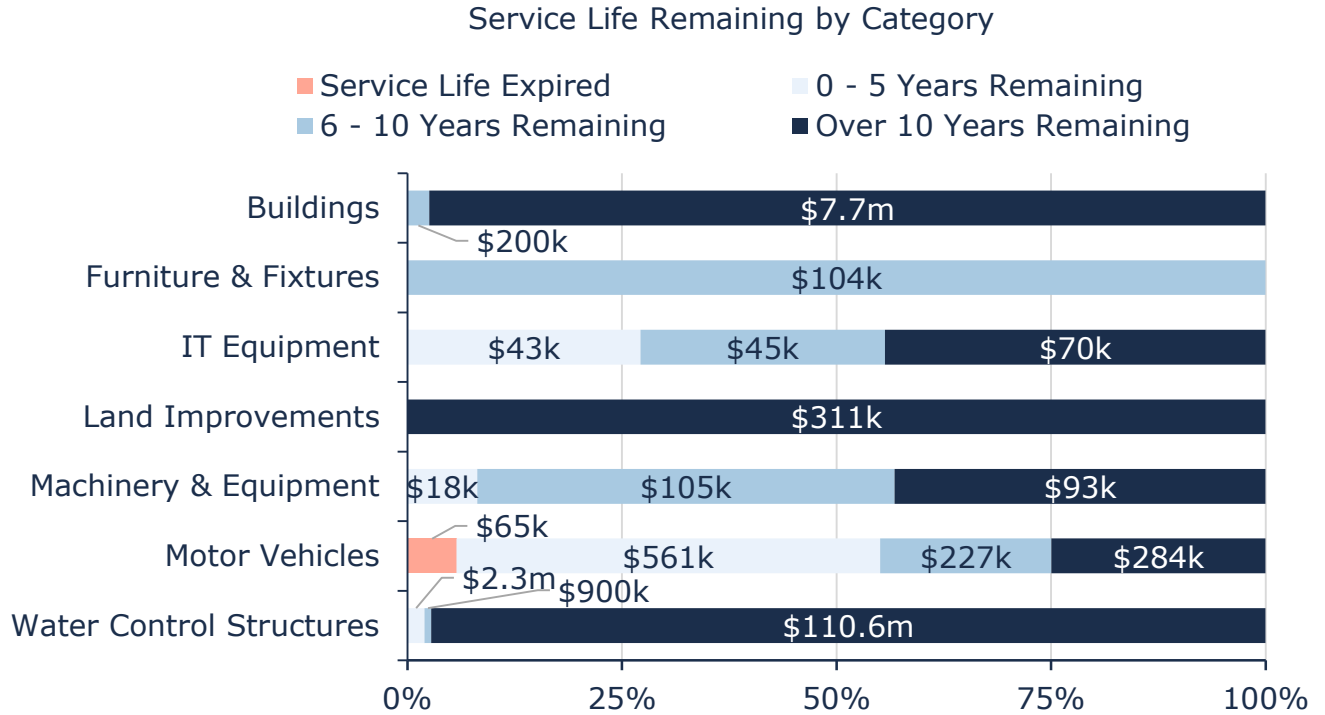 Service Life Remaining by Category
Service Life Expired
0 - 5 Years Remaining
6 - 10 Years Remaining
Over 10 Years Remaining
Buildings
$7.7m
$200k
Furniture & Fixtures
$104k
IT Equipment
$43k
$45k
$70k
Land Improvements
$311k
Machinery & Equipment
$18k
$105k
$93k
$65k
Motor Vehicles
$561k
$227k
$284k
$2.3m
$900k
Water Control Structures
$110.6m
0%
25%
50%
75%
100%